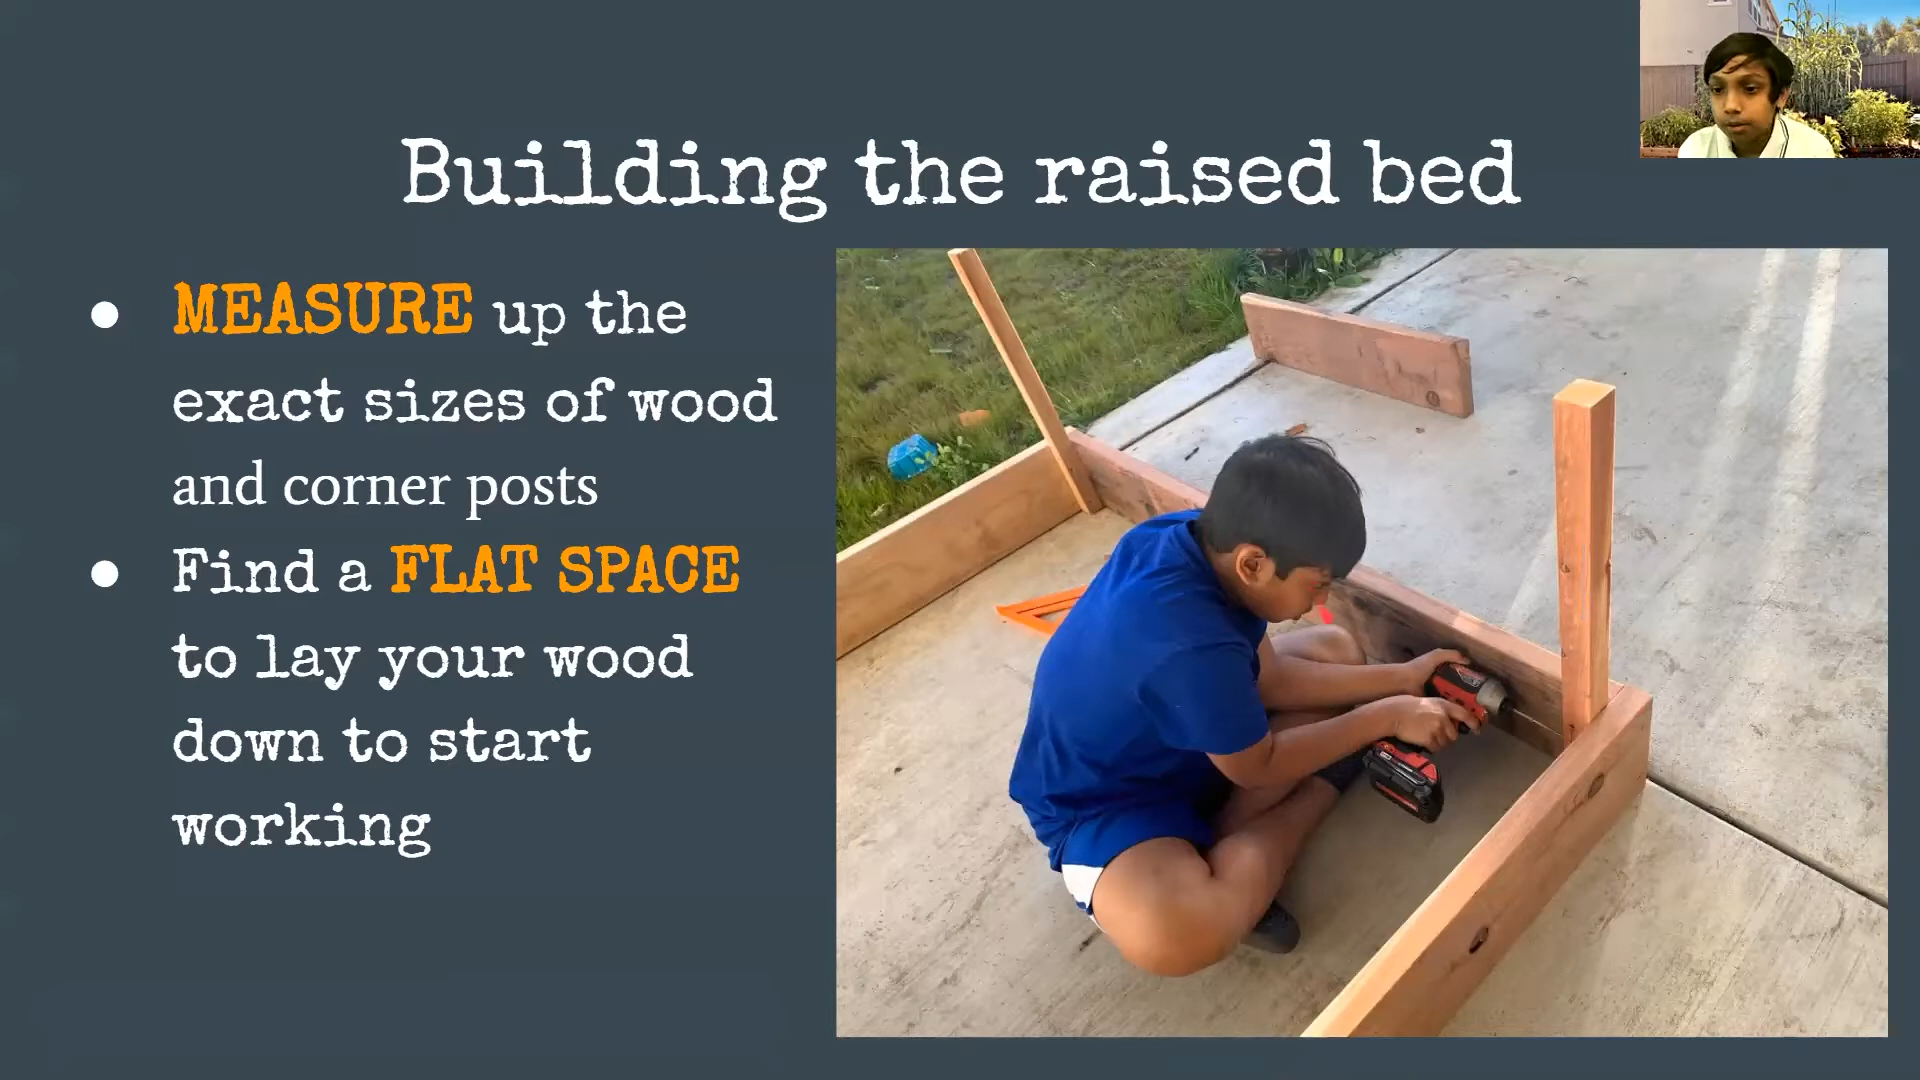 Building the raised bed
● MEASURE up the
exact sizes of wood
and corner posts
● Find a FLAT SPACE
to lay your wood
down to start
working